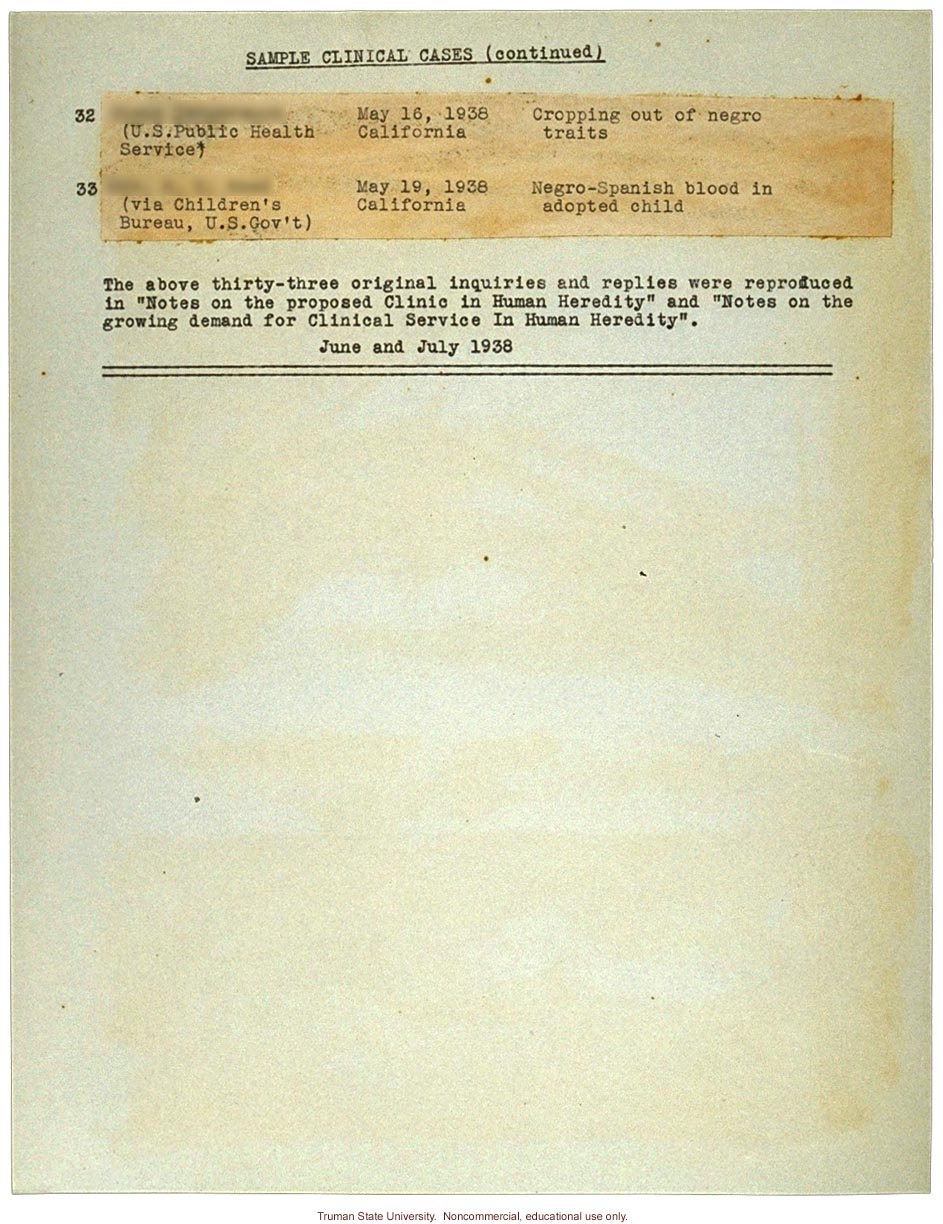 SAMPLE CLINICAL CASES (continued)
32 May 16, 1938 Cropping out of negro
(U.S.Public Health California traits
Service)
33 May 19, 1938 Negro-Spanish blood in
(via Children's California adopted child
Bureau, U.S.Gov't)
The above thirty-three original inquiries and replies were reproduced
in "Notes on the proposed Clinic in Human Heredity" and "Notes on the
growing demand for Clinical Service In Human Heredity".
June and July 1938
Truman State University. Noncommercial, educational use only.